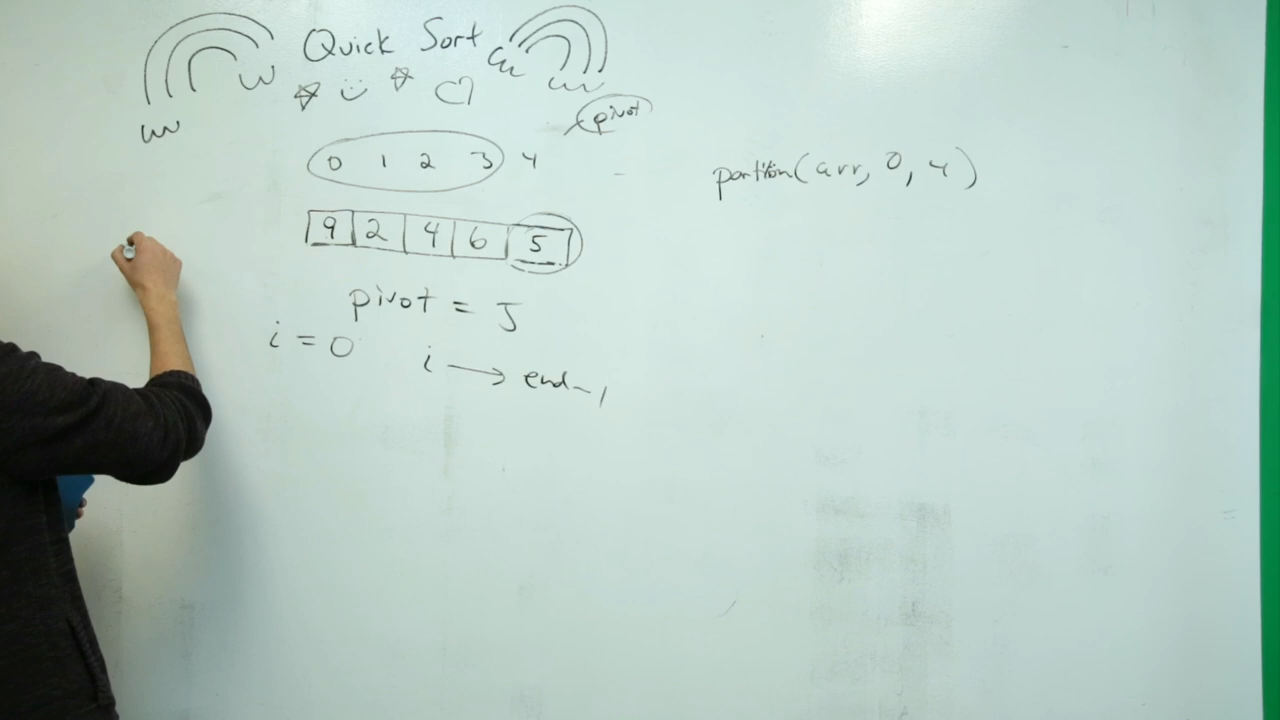 Quick Sort
pivot
0 1 2 3 4
partition(arr, 0, 4)
9 2 4 6 5
pivot = 5
i = 0
i → end-1